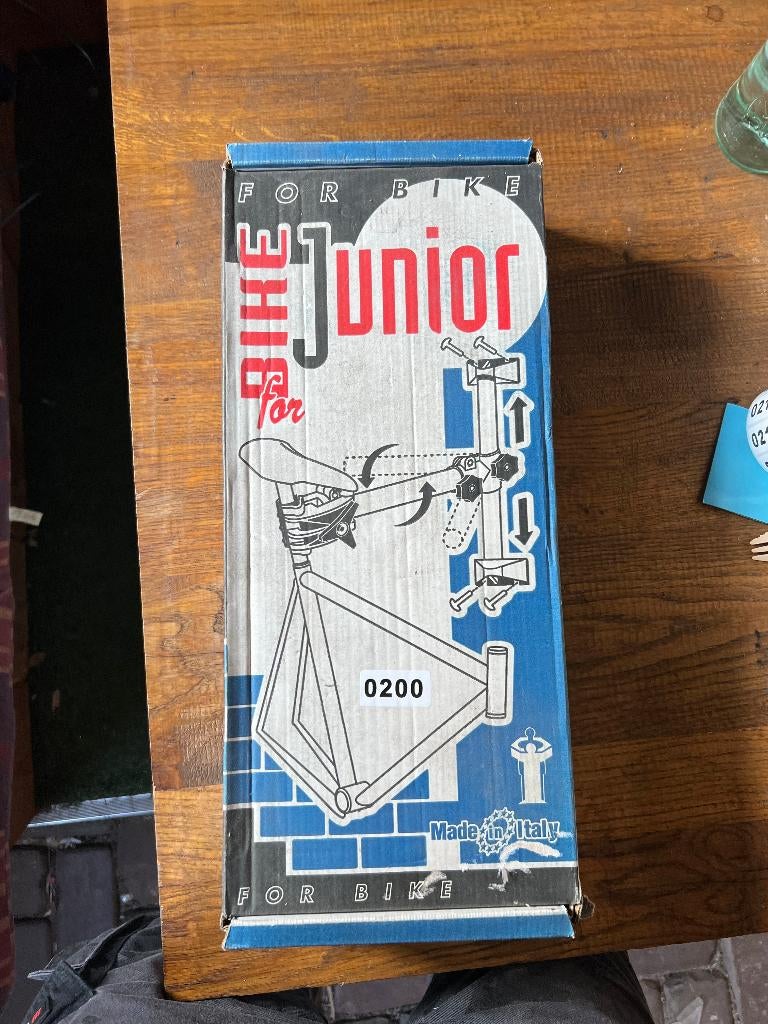 FOR BIKE
BIKE
for
Junior
0200
Made in Italy
FOR BIKE